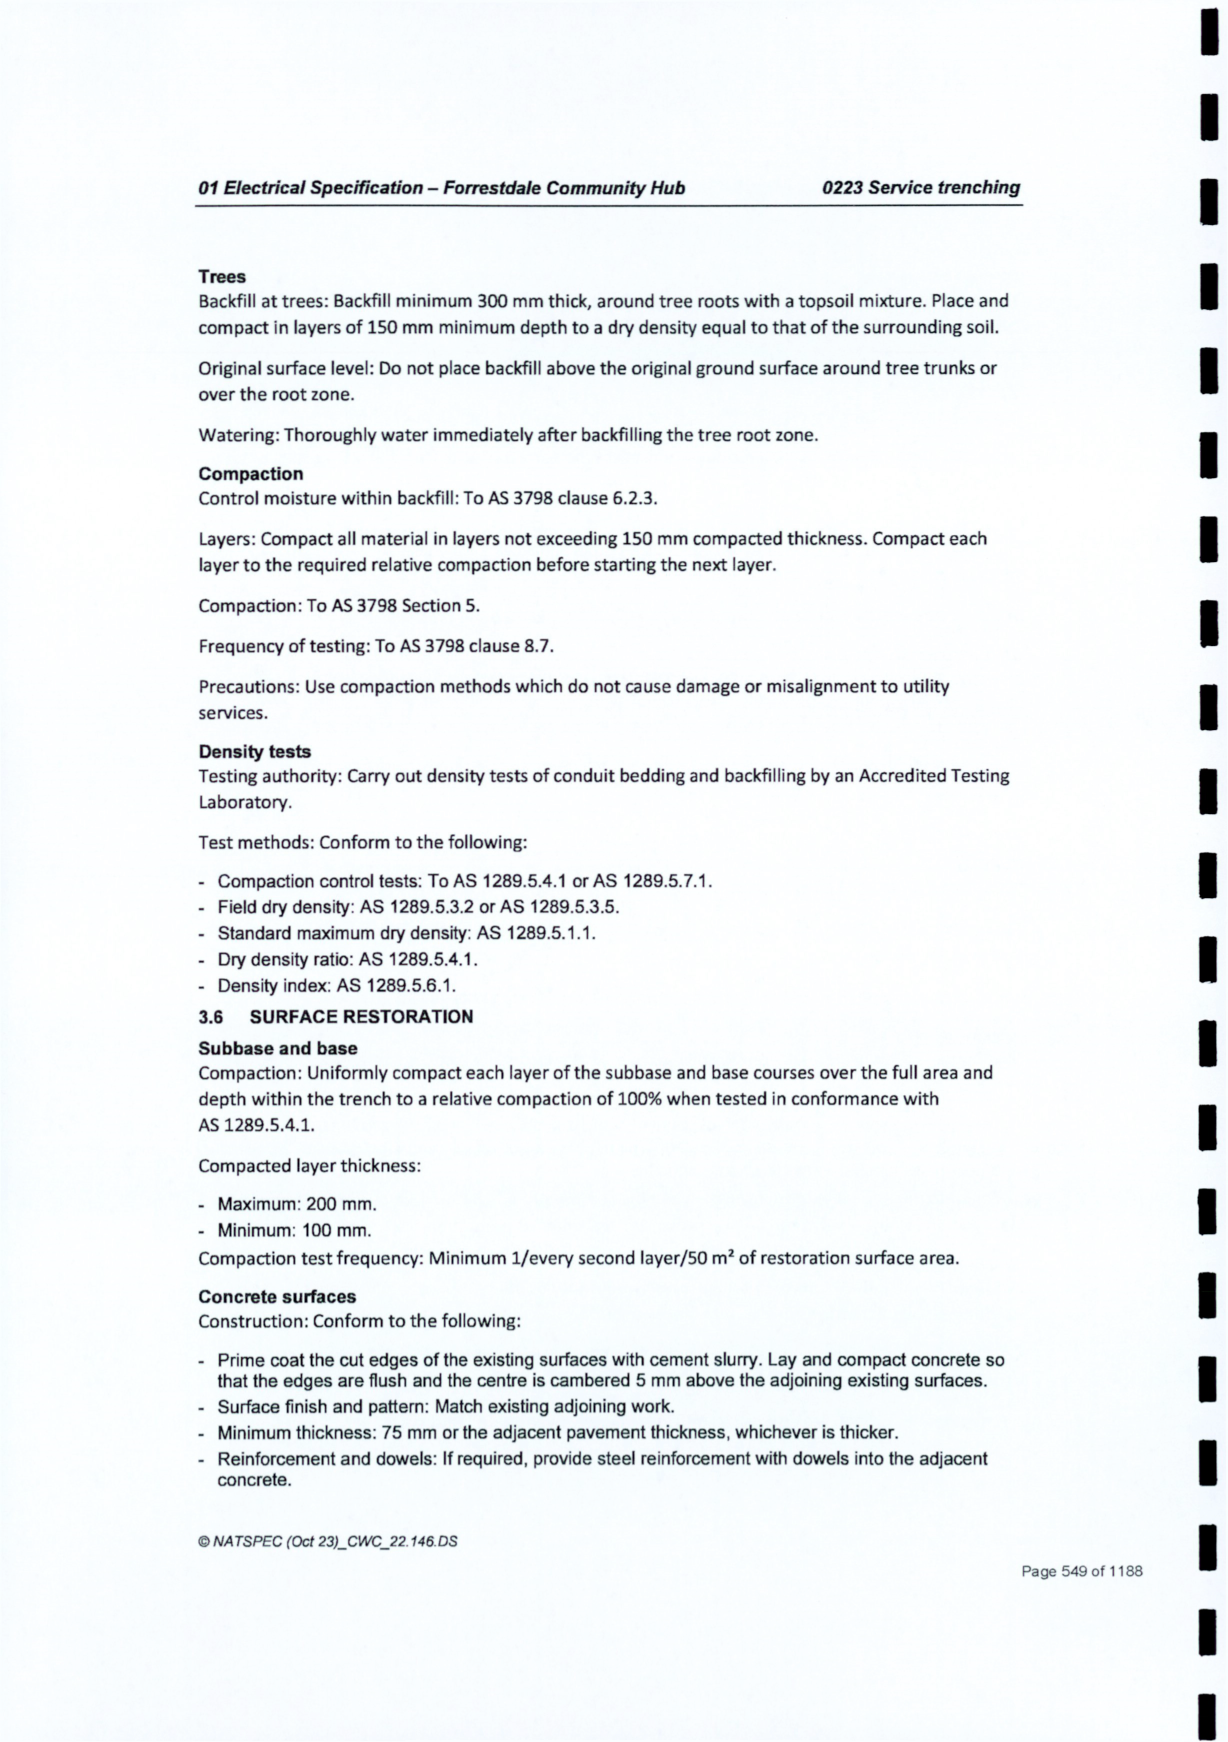 01 Electrical Specification – Forrestdale Community Hub 0223 Service trenching
Trees
Backfill at trees: Backfill minimum 300 mm thick, around tree roots with a topsoil mixture. Place and
compact in layers of 150 mm minimum depth to a dry density equal to that of the surrounding soil.
Original surface level: Do not place backfill above the original ground surface around tree trunks or
over the root zone.
Watering: Thoroughly water immediately after backfilling the tree root zone.
Compaction
Control moisture within backfill: To AS 3798 clause 6.2.3.
Layers: Compact all material in layers not exceeding 150 mm compacted thickness. Compact each
layer to the required relative compaction before starting the next layer.
Compaction: To AS 3798 Section 5.
Frequency of testing: To AS 3798 clause 8.7.
Precautions: Use compaction methods which do not cause damage or misalignment to utility
services.
Density tests
Testing authority: Carry out density tests of conduit bedding and backfilling by an Accredited Testing
Laboratory.
Test methods: Conform to the following:
- Compaction control tests: To AS 1289.5.4.1 or AS 1289.5.7.1.
- Field dry density: AS 1289.5.3.2 or AS 1289.5.3.5.
- Standard maximum dry density: AS 1289.5.1.1.
- Dry density ratio: AS 1289.5.4.1.
- Density index: AS 1289.5.6.1.
3.6 SURFACE RESTORATION
Subbase and base
Compaction: Uniformly compact each layer of the subbase and base courses over the full area and
depth within the trench to a relative compaction of 100% when tested in conformance with
AS 1289.5.4.1.
Compacted layer thickness:
- Maximum: 200 mm.
- Minimum: 100 mm.
Compaction test frequency: Minimum 1/every second layer/50 m² of restoration surface area.
Concrete surfaces
Construction: Conform to the following:
- Prime coat the cut edges of the existing surfaces with cement slurry. Lay and compact concrete so
that the edges are flush and the centre is cambered 5 mm above the adjoining existing surfaces.
- Surface finish and pattern: Match existing adjoining work.
- Minimum thickness: 75 mm or the adjacent pavement thickness, whichever is thicker.
- Reinforcement and dowels: If required, provide steel reinforcement with dowels into the adjacent
concrete.
© NATSPEC (Oct 23)_CWC_22.146.DS
Page 549 of 1188